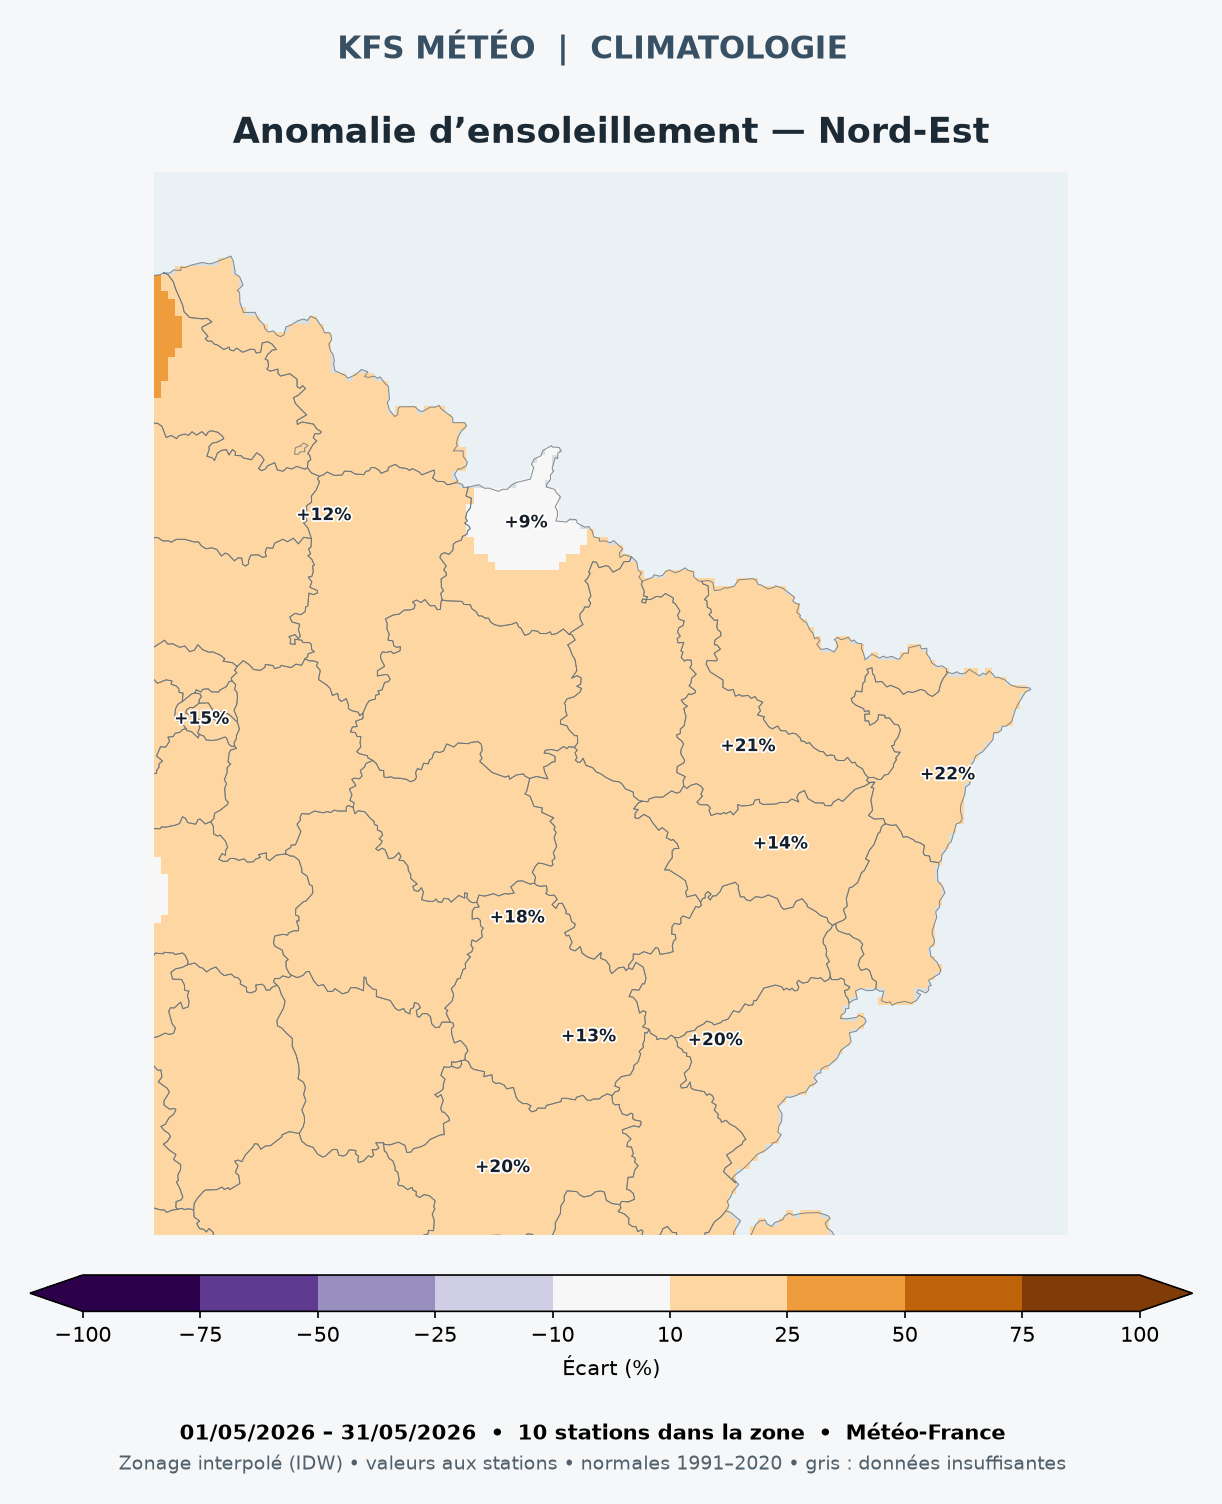 KFS MÉTÉO | CLIMATOLOGIE
Anomalie d’ensoleillement — Nord-Est
+12%
+9%
+15%
+21%
+22%
+14%
+18%
+13%
+20%
+20%
−100 −75 −50 −25 −10 10 25 50 75 100
Écart (%)
01/05/2026 – 31/05/2026 • 10 stations dans la zone • Météo-France
Zonage interpolé (IDW) • valeurs aux stations • normales 1991–2020 • gris : données insuffisantes